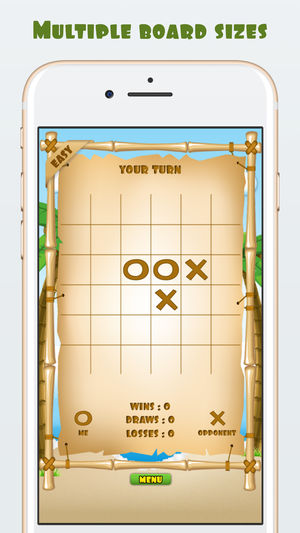 MULTIPLE BOARD SIZES
EASY
YOUR TURN
O O X
X
WINS : 0
DRAWS : 0
LOSSES : 0
O
ME
X
OPPONENT
MENU